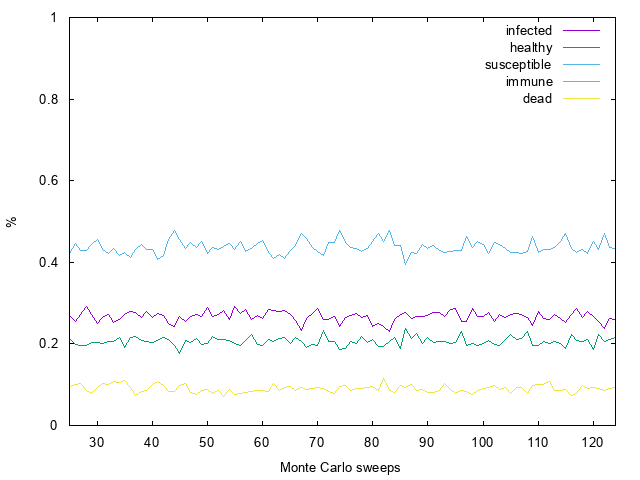 1
infected
healthy
susceptible
immune
dead
0.8
0.6
%
0.4
0.2
0
30 40 50 60 70 80 90 100 110 120
Monte Carlo sweeps